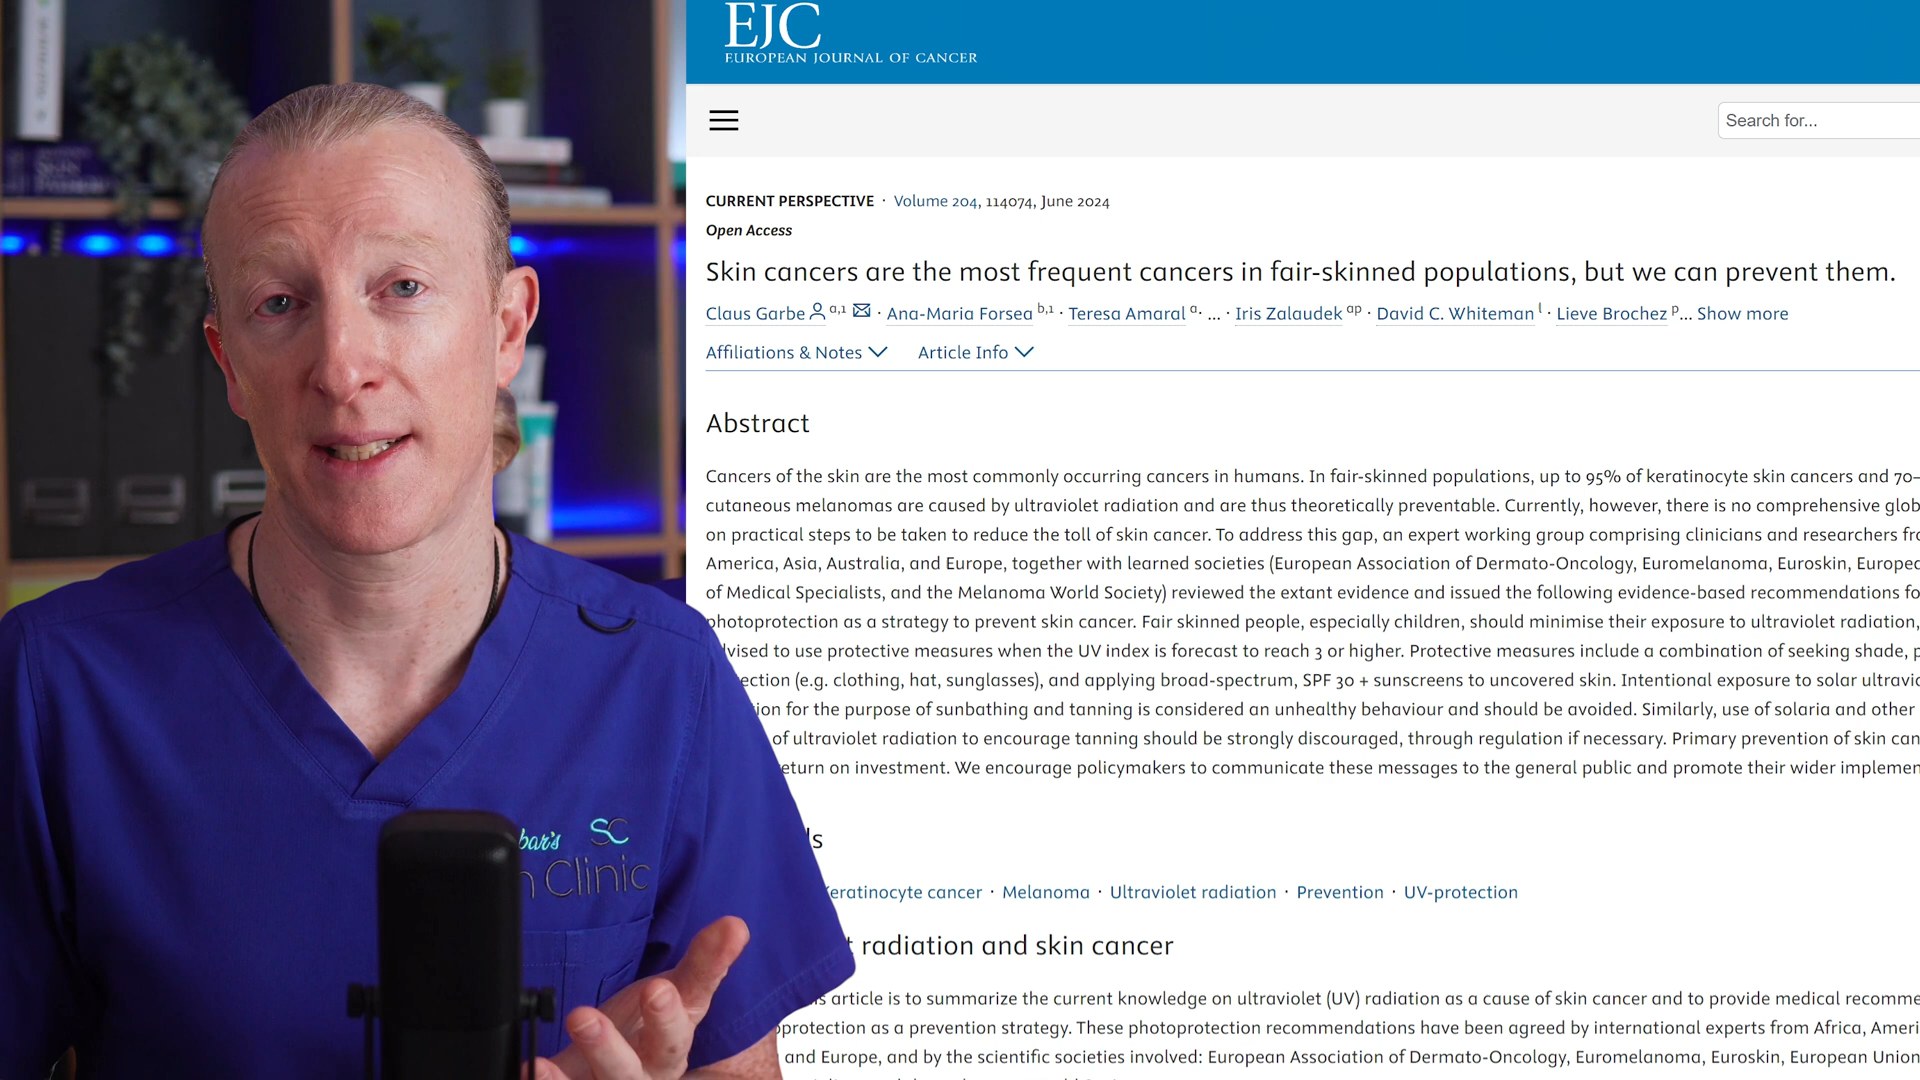 SKIN
bar's SC
Clinic
EJC
EUROPEAN JOURNAL OF CANCER
Search for...
CURRENT PERSPECTIVE · Volume 204, 114074, June 2024
Open Access
Skin cancers are the most frequent cancers in fair-skinned populations, but we can prevent them.
Claus Garbe a,1 · Ana-Maria Forsea b,1 · Teresa Amaral a · ... · Iris Zalaudek ap · David C. Whiteman l · Lieve Brochez p... Show more
Affiliations & Notes Article Info
Abstract
Cancers of the skin are the most commonly occurring cancers in humans. In fair-skinned populations, up to 95% of keratinocyte skin cancers and 70–
cutaneous melanomas are caused by ultraviolet radiation and are thus theoretically preventable. Currently, however, there is no comprehensive glob
on practical steps to be taken to reduce the toll of skin cancer. To address this gap, an expert working group comprising clinicians and researchers fr
America, Asia, Australia, and Europe, together with learned societies (European Association of Dermato-Oncology, Euromelanoma, Euroskin, Europea
of Medical Specialists, and the Melanoma World Society) reviewed the extant evidence and issued the following evidence-based recommendations fo
photoprotection as a strategy to prevent skin cancer. Fair skinned people, especially children, should minimise their exposure to ultraviolet radiation,
dvised to use protective measures when the UV index is forecast to reach 3 or higher. Protective measures include a combination of seeking shade, p
ection (e.g. clothing, hat, sunglasses), and applying broad-spectrum, SPF 30 + sunscreens to uncovered skin. Intentional exposure to solar ultravio
ion for the purpose of sunbathing and tanning is considered an unhealthy behaviour and should be avoided. Similarly, use of solaria and other
of ultraviolet radiation to encourage tanning should be strongly discouraged, through regulation if necessary. Primary prevention of skin can
eturn on investment. We encourage policymakers to communicate these messages to the general public and promote their wider implemen
ls
eratinocyte cancer · Melanoma · Ultraviolet radiation · Prevention · UV-protection
t radiation and skin cancer
is article is to summarize the current knowledge on ultraviolet (UV) radiation as a cause of skin cancer and to provide medical recomme
protection as a prevention strategy. These photoprotection recommendations have been agreed by international experts from Africa, Ameri
and Europe, and by the scientific societies involved: European Association of Dermato-Oncology, Euromelanoma, Euroskin, European Union